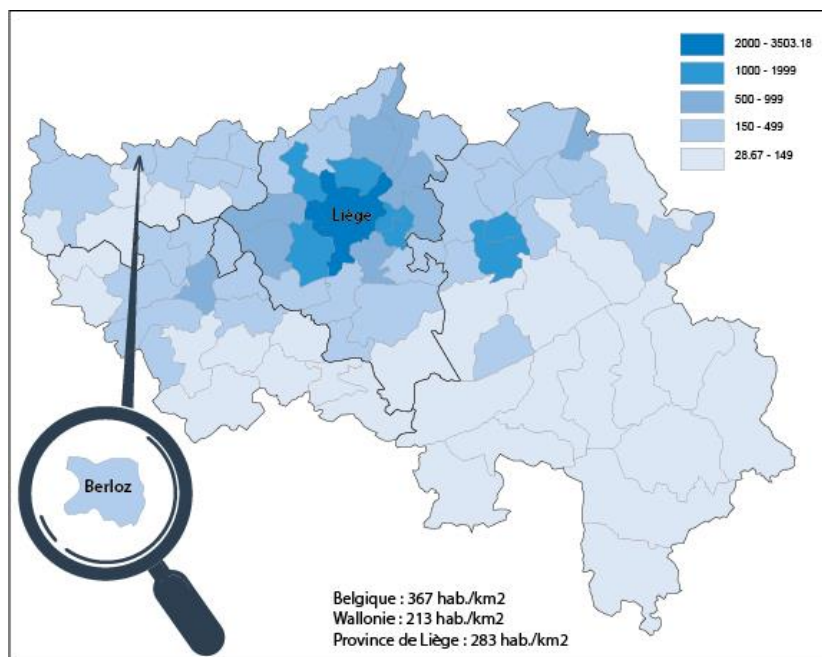 2000 - 3503.18
1000 - 1999
500 - 999
150 - 499
28.67 - 149
Liège
Berloz
Belgique : 367 hab./km2
Wallonie : 213 hab./km2
Province de Liège : 283 hab./km2